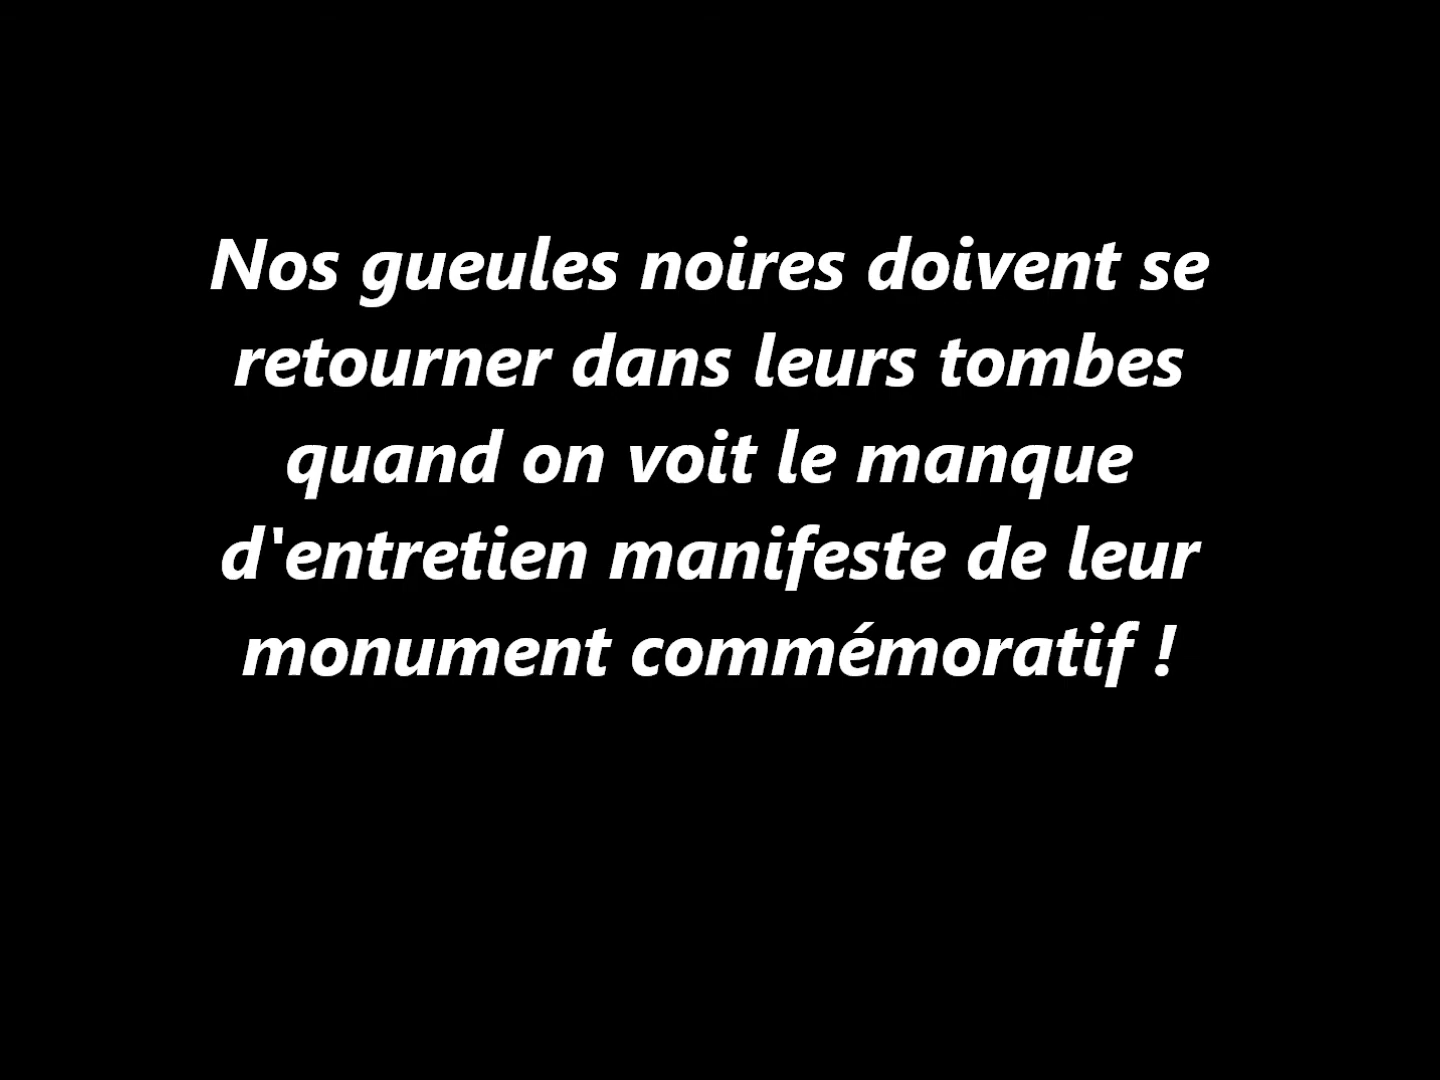 Nos gueules noires doivent se
retourner dans leurs tombes
quand on voit le manque
d'entretien manifeste de leur
monument commémoratif !